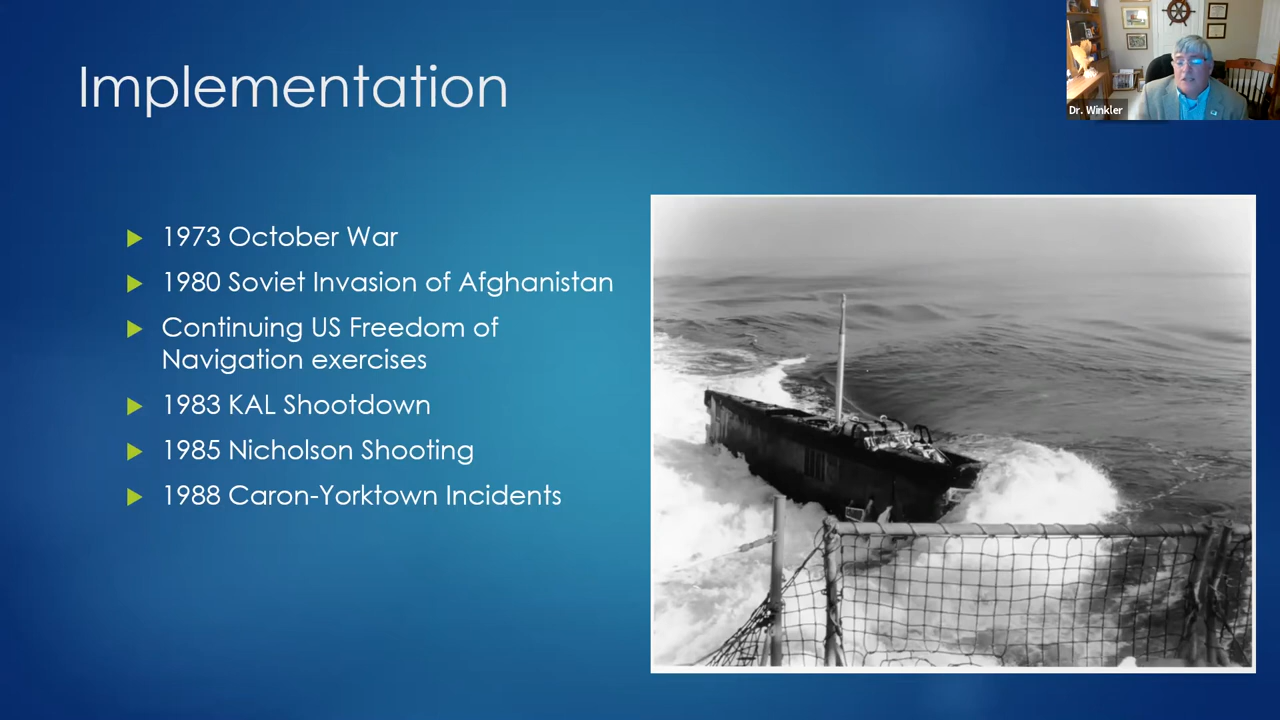 Implementation
Dr. Winkler
1973 October War
1980 Soviet Invasion of Afghanistan
Continuing US Freedom of
Navigation exercises
1983 KAL Shootdown
1985 Nicholson Shooting
1988 Caron-Yorktown Incidents